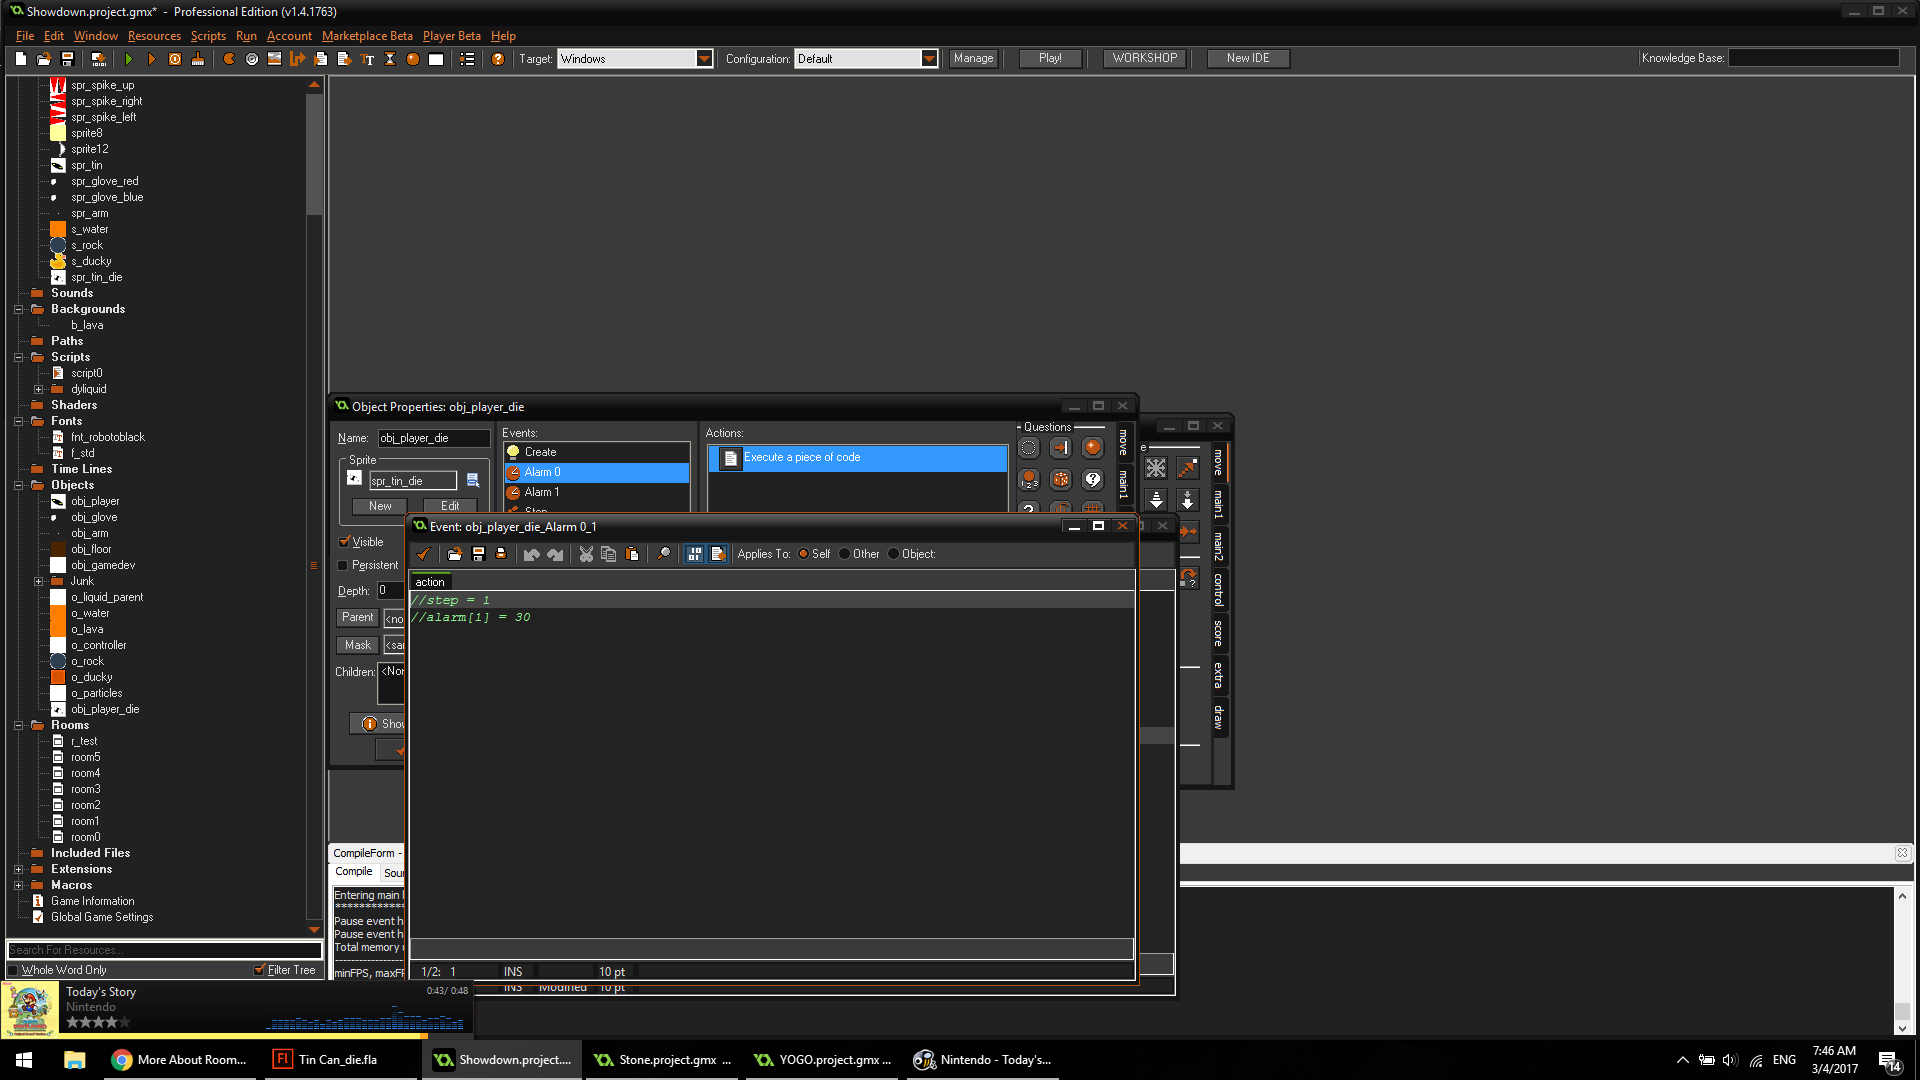 Showdown.project.gmx* - Professional Edition (v1.4.1763)
File Edit Window Resources Scripts Run Account Marketplace Beta Player Beta Help
Target: Windows Configuration: Default Manage Play! WORKSHOP New IDE Knowledge Base:
spr_spike_up
spr_spike_right
spr_spike_left
sprite8
sprite12
spr_tin
spr_glove_red
spr_glove_blue
spr_arm
s_water
s_rock
s_ducky
spr_tin_die
Sounds
Backgrounds
b_lava
Paths
Scripts
script0
dyliquid
Shaders
Fonts
fnt_robotoblack
f_std
Time Lines
Objects
obj_player
obj_glove
obj_arm
obj_floor
obj_gamedev
Junk
o_liquid_parent
o_water
o_lava
o_controller
o_rock
o_ducky
o_particles
obj_player_die
Rooms
r_test
room5
room4
room3
room2
room1
room0
Included Files
Extensions
Macros
Game Information
Global Game Settings
Search For Resources...
Whole Word Only Filter Tree
Object Properties: obj_player_die
Name: obj_player_die
Sprite
spr_tin_die
New Edit
Visible
Persistent
Depth: 0
Parent <no
Mask <sa
Children: <Non
Show
Events:
Create
Alarm 0
Alarm 1
Step
Actions:
Execute a piece of code
Questions
move
main1
move
main1
main2
control
score
extra
draw
Event: obj_player_die_Alarm 0_1
Applies To: Self Other Object:
action
//step = 1
//alarm[1] = 30
1/2: 1 INS 10 pt
INS Modified 10 pt
CompileForm -
Compile Sour
Entering main l
*************
Pause event h
Pause event h
Total memory u
minFPS, maxFP
Today's Story
Nintendo
0:43/ 0:48
More About Room...
Tin Can_die.fla
Showdown.project....
Stone.project.gmx ...
YOGO.project.gmx ...
Nintendo - Today's...
ENG
7:46 AM
3/4/2017
14